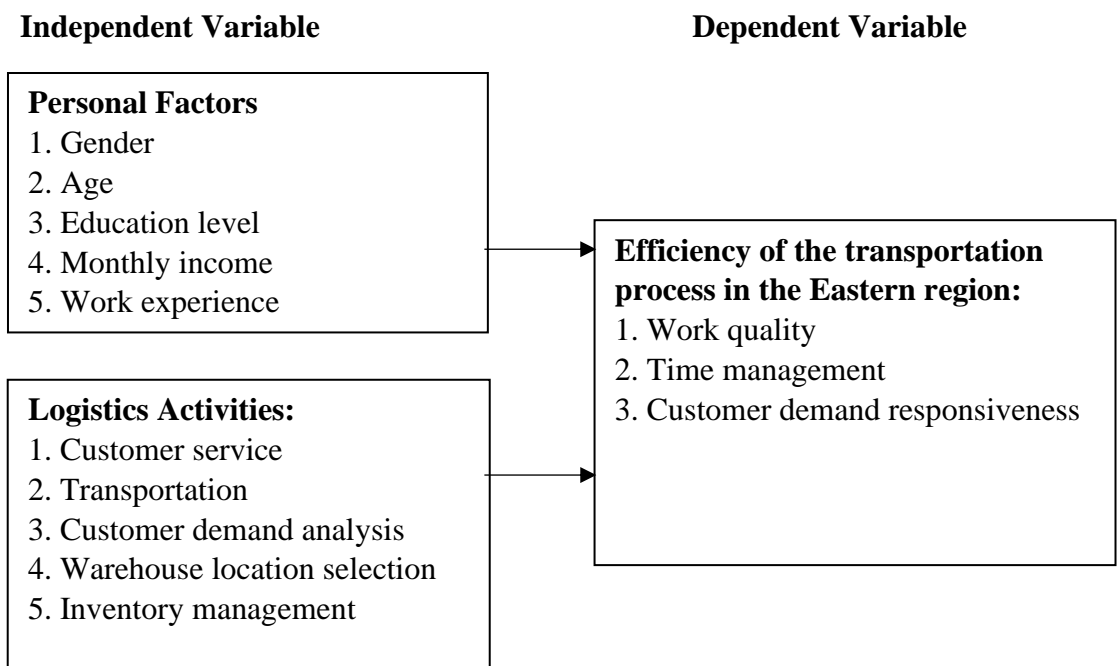 Independent Variable
Dependent Variable
Personal Factors
1. Gender
2. Age
3. Education level
4. Monthly income
5. Work experience
Logistics Activities:
1. Customer service
2. Transportation
3. Customer demand analysis
4. Warehouse location selection
5. Inventory management
Efficiency of the transportation
process in the Eastern region:
1. Work quality
2. Time management
3. Customer demand responsiveness